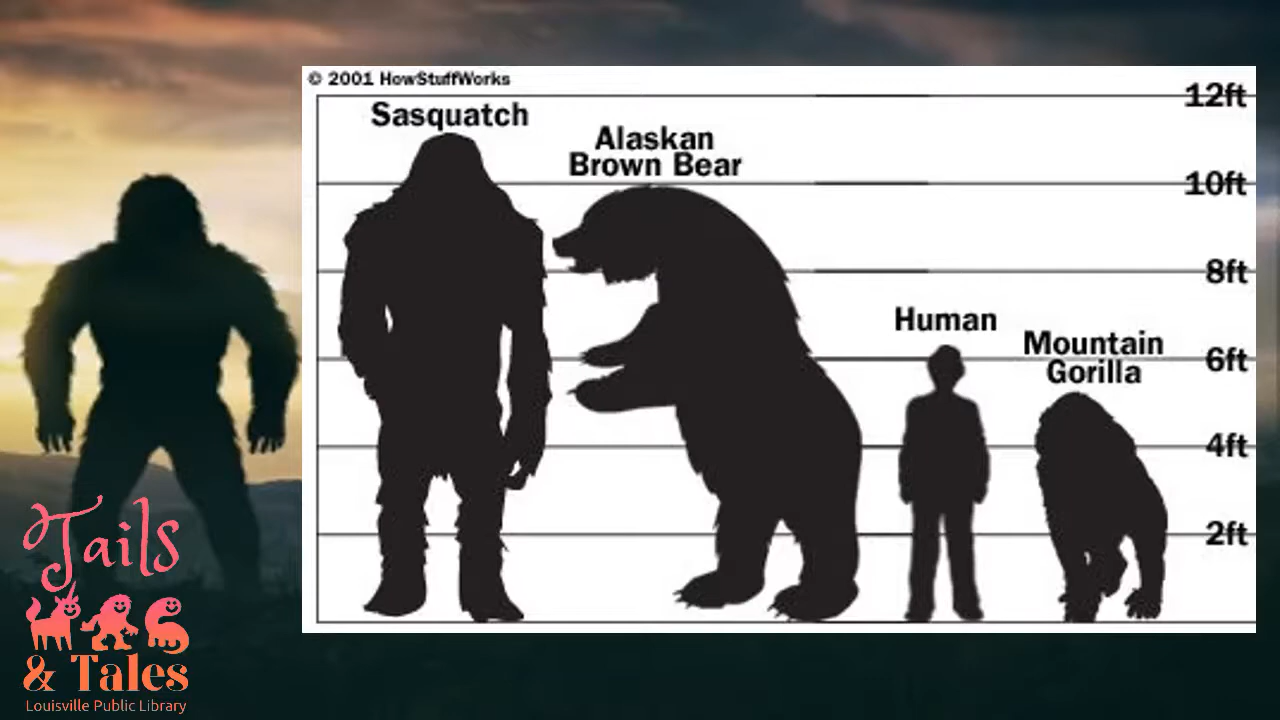 © 2001 HowStuffWorks
12ft
Sasquatch
Alaskan
Brown Bear
10ft
8ft
Human
Mountain
Gorilla
6ft
4ft
2ft
Tails
& Tales
Louisville Public Library